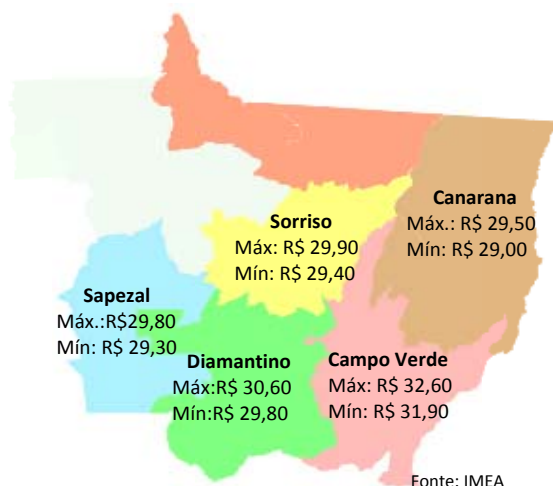 Canarana
Máx.: R$ 29,50
Mín: R$ 29,00
Sorriso
Máx: R$ 29,90
Mín: R$ 29,40
Sapezal
Máx.:R$29,80
Mín: R$ 29,30
Diamantino
Máx:R$ 30,60
Mín:R$ 29,80
Campo Verde
Máx: R$ 32,60
Mín: R$ 31,90
Fonte: IMEA